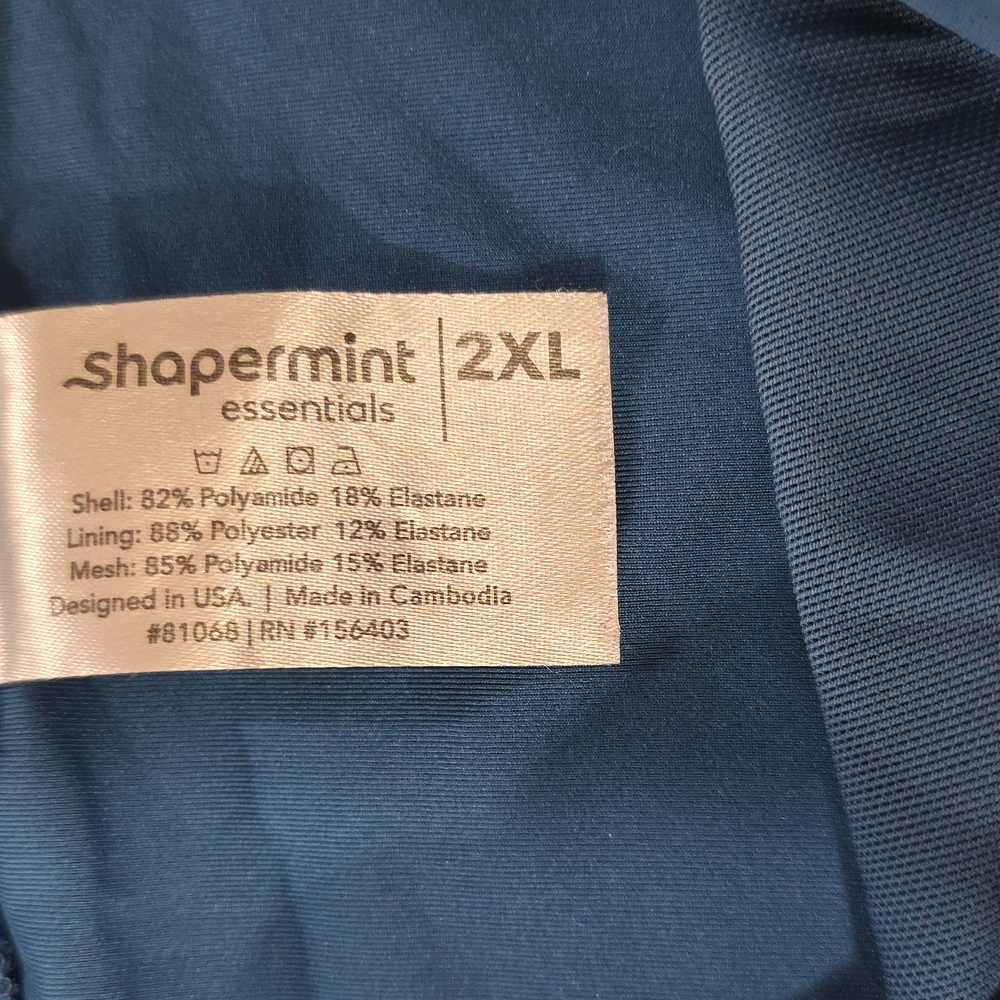 shapermint | 2XL
essentials
Shell: 82% Polyamide 18% Elastane
Lining: 88% Polyester 12% Elastane
Mesh: 85% Polyamide 15% Elastane
Designed in USA. | Made in Cambodia
#81068 | RN #156403